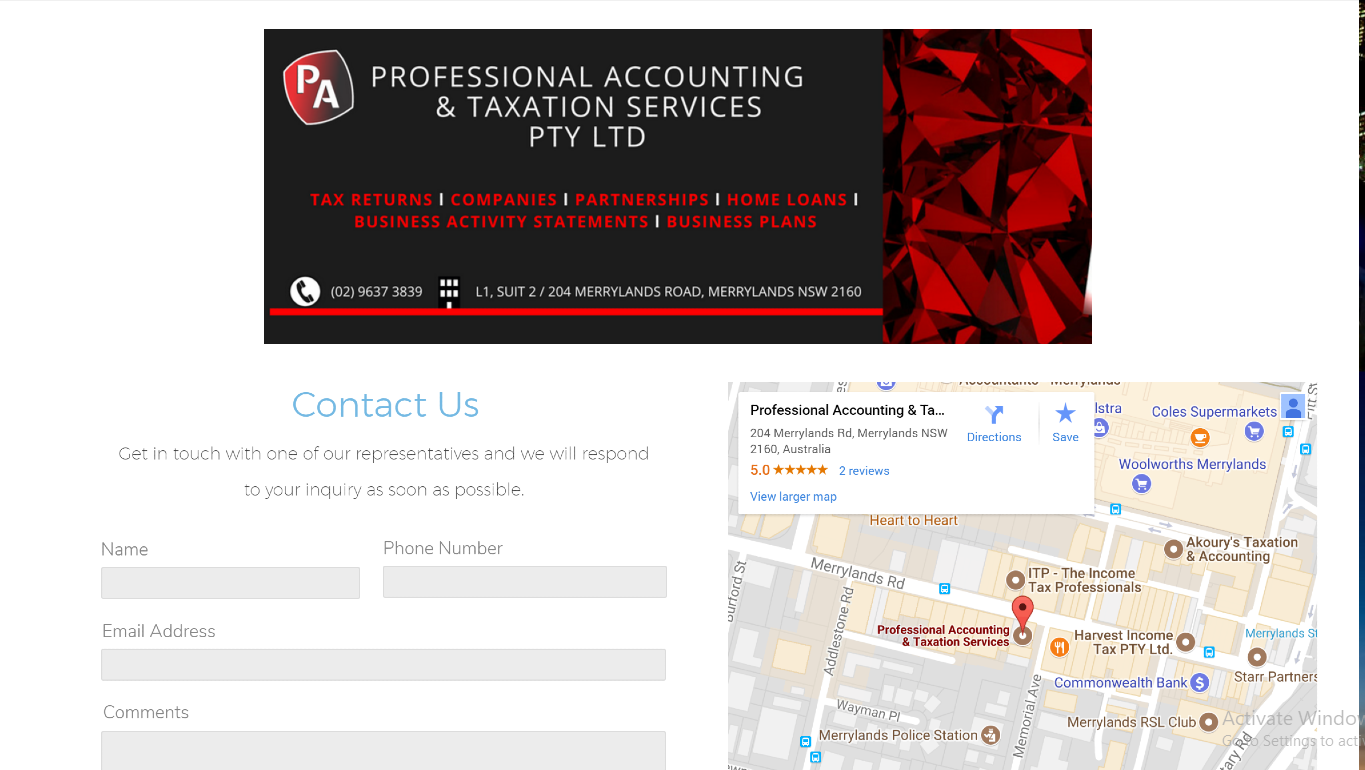 PA
PROFESSIONAL ACCOUNTING
& TAXATION SERVICES
PTY LTD
TAX RETURNS I COMPANIES I PARTNERSHIPS I HOME LOANS I
BUSINESS ACTIVITY STATEMENTS I BUSINESS PLANS
(02) 9637 3839
L1, SUIT 2 / 204 MERRYLANDS ROAD, MERRYLANDS NSW 2160
Contact Us
Get in touch with one of our representatives and we will respond
to your inquiry as soon as possible.
Name
Phone Number
Email Address
Comments
Accountants - Merrylands
Professional Accounting & Ta...
204 Merrylands Rd, Merrylands NSW
2160, Australia
5.0
2 reviews
View larger map
Directions
Save
lstra
Coles Supermarkets
Pitt St
Woolworths Merrylands
Heart to Heart
Akoury's Taxation
& Accounting
Merrylands Rd
ITP - The Income
Tax Professionals
Burford St
Addlestone Rd
Professional Accounting
& Taxation Services
Harvest Income
Tax PTY Ltd.
Merrylands St
Starr Partners
Commonwealth Bank
Memorial Ave
Wayman Pl
Merrylands RSL Club
Merrylands Police Station
Activate Window
Go to Settings to acti